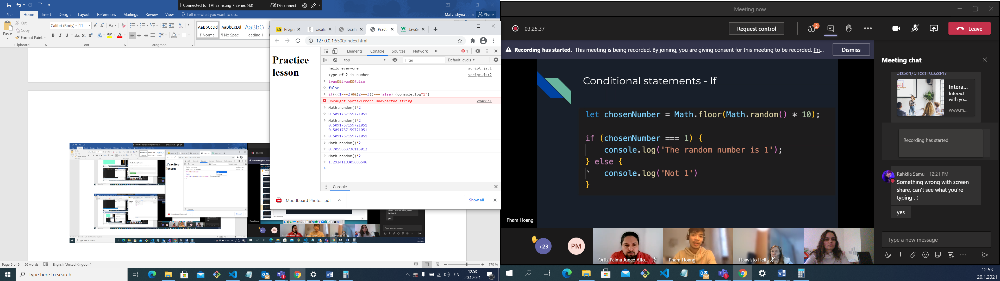 Connected to [TV] Samsung 7 Series (43)
Disconnect
File Home Insert Design Layout References Mailings Review View Tell me what you want to do...
Matviishyna Julia Share
Paste
Cut
Copy
Format Painter
Clipboard
Calibri (Body) 11
Font
Paragraph
AaBbCcDd AaBbCcDd AaBbCc
¶ Normal ¶ No Spac... Heading 1
Progr Excalid localh Practi JavaSc
127.0.0.1:5500/index.html
Practice
lesson
Elements Console Sources Network 1
top Filter Default levels
hello everyone script.js:1
type of 2 is number script.js:2
true&&true&&false
false
if(((1===2)&&(2===3))===false) {console.log"1"}
Uncaught SyntaxError: Unexpected string VM488:1
Math.random()*2
0.5091757159721051
Math.random()*2
0.5091757159721051
0.5091757159721051
0.5091757159721051
Math.random()*2
0.7059653736115012
Math.random()*2
1.2924119305685546
Console
Moodboard Photo....pdf
Show all
Page 9 of 9 56 words English (United Kingdom)
170 %
Type here to search
FIN
12.53
20.1.2021
13
Meeting now
03:25:37
Request control
2
Leave
Recording has started. This meeting is being recorded. By joining, you are giving consent for this meeting to be recorded. Pri...
Dismiss
Conditional statements - If
let chosenNumber = Math.floor(Math.random() * 10);
if (chosenNumber === 1) {
console.log('The random number is 1');
} else {
console.log('Not 1')
}
Pham Hoang
+23
PM
Ortiz Palma Junco Alfo...
Pham Hoang
Haavisto Heli
Meeting chat
3b5c4/91ccf1032d47
Intera...
Interact
with yo...
www.m...
Recording has started
Rahkila Samu 12:21 PM
Something wrong with screen
share, can't see what you're
typing : (
yes
Type a new message
12.53
20.1.2021